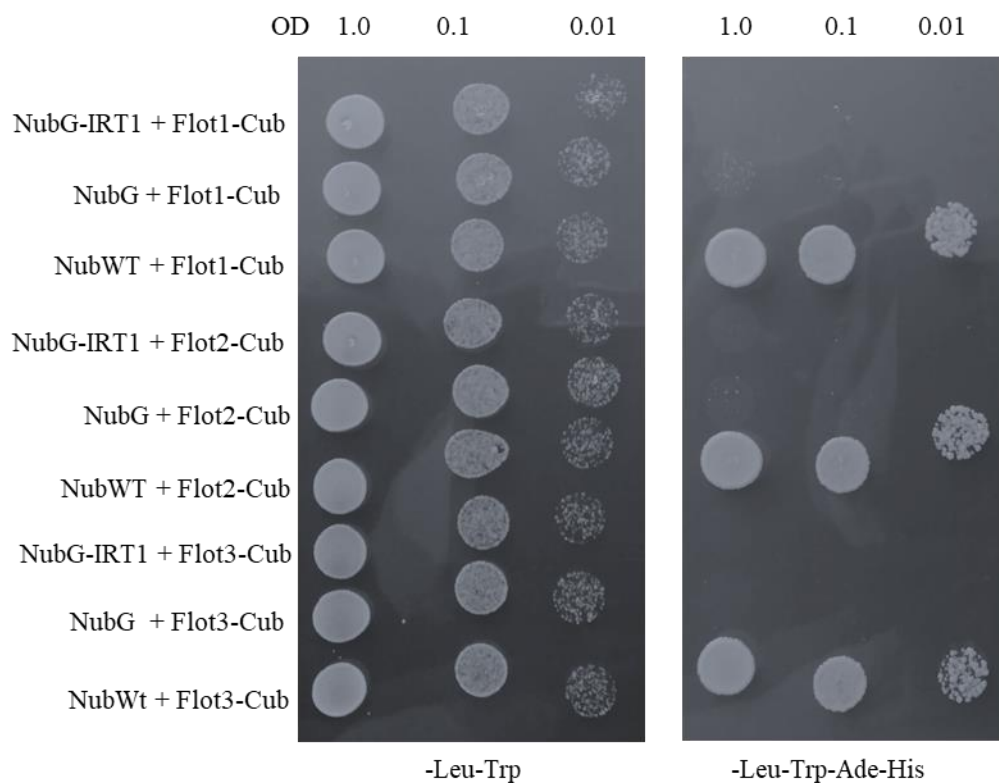 OD 1.0 0.1 0.01 1.0 0.1 0.01
NubG-IRT1 + Flot1-Cub
NubG + Flot1-Cub
NubWT + Flot1-Cub
NubG-IRT1 + Flot2-Cub
NubG + Flot2-Cub
NubWT + Flot2-Cub
NubG-IRT1 + Flot3-Cub
NubG + Flot3-Cub
NubWt + Flot3-Cub
-Leu-Trp -Leu-Trp-Ade-His